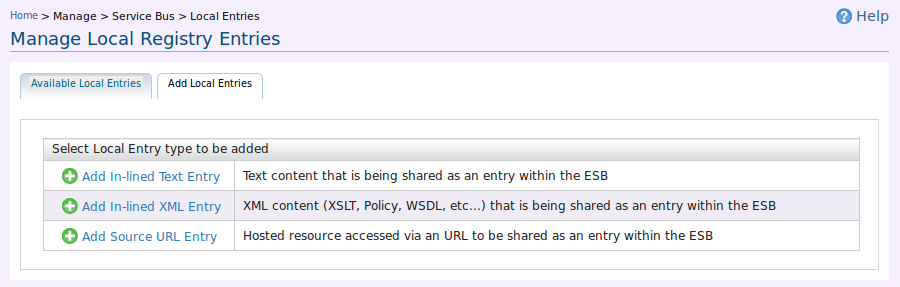 Home > Manage > Service Bus > Local Entries
Help
Manage Local Registry Entries
Available Local Entries
Add Local Entries
Select Local Entry type to be added
Add In-lined Text Entry
Text content that is being shared as an entry within the ESB
Add In-lined XML Entry
XML content (XSLT, Policy, WSDL, etc...) that is being shared as an entry within the ESB
Add Source URL Entry
Hosted resource accessed via an URL to be shared as an entry within the ESB